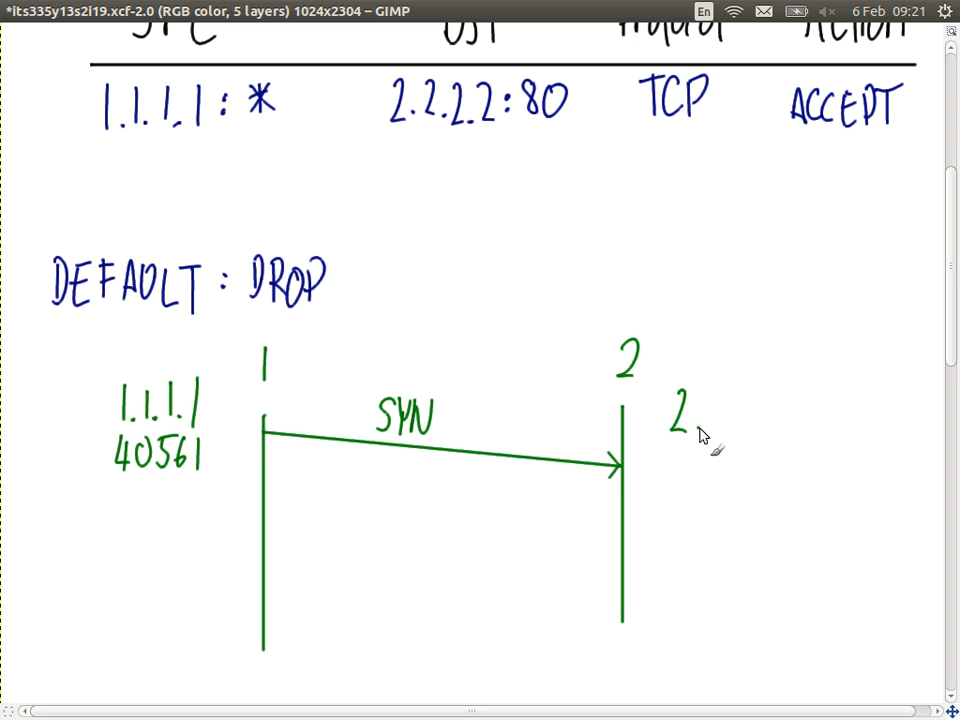 *its335y13s2i19.xcf-2.0 (RGB color, 5 layers) 1024x2304 – GIMP En 6 Feb 09:21
1.1.1.1 : * 2.2.2.2 : 80 TCP ACCEPT
DEFAULT : DROP
1 2
1.1.1.1 SYN 2.
40561